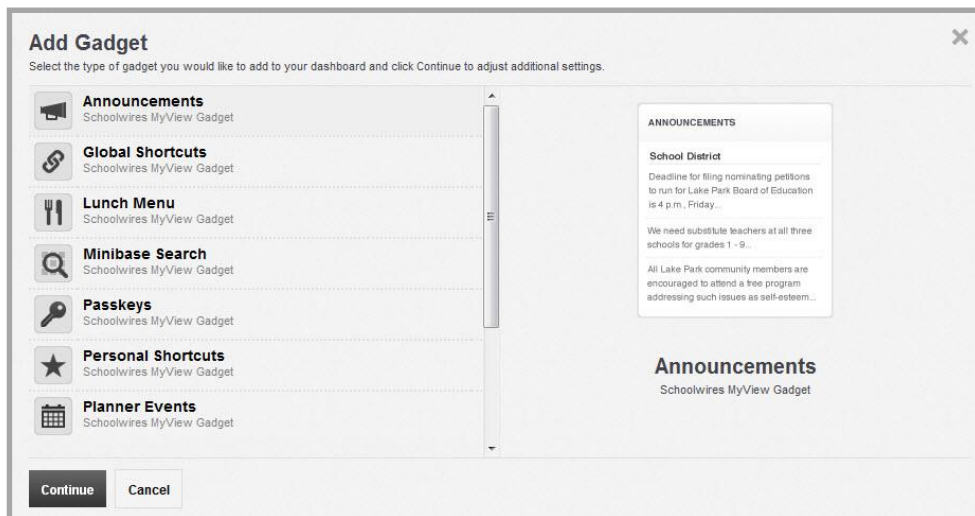 Add Gadget
Select the type of gadget you would like to add to your dashboard and click Continue to adjust additional settings.
Announcements
Schoolwires MyView Gadget
Global Shortcuts
Schoolwires MyView Gadget
Lunch Menu
Schoolwires MyView Gadget
Minibase Search
Schoolwires MyView Gadget
Passkeys
Schoolwires MyView Gadget
Personal Shortcuts
Schoolwires MyView Gadget
Planner Events
Schoolwires MyView Gadget
ANNOUNCEMENTS
School District
Deadline for filing nominating petitions
to run for Lake Park Board of Education
is 4 p.m., Friday...
We need substitute teachers at all three
schools for grades 1 - 9...
All Lake Park community members are
encouraged to attend a free program
addressing such issues as self-esteem...
Announcements
Schoolwires MyView Gadget
Continue
Cancel